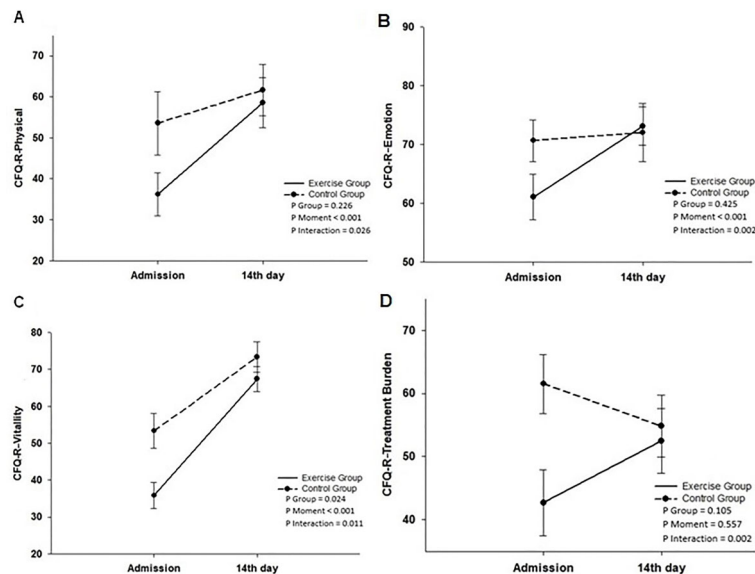 A
CFQ-R-Physical
70
60
50
40
30
20
Exercise Group
Control Group
P Group = 0.226
P Moment < 0.001
P Interaction = 0.026
Admission
14th day
B
CFQ-R-Emotion
90
80
70
60
50
Exercise Group
Control Group
P Group = 0.425
P Moment < 0.001
P Interaction = 0.002
Admission
14th day
C
CFQ-R-Vitallity
80
70
60
50
40
30
20
Exercise Group
Control Group
P Group = 0.024
P Moment < 0.001
P Interaction = 0.011
Admission
14th day
D
CFQ-R-Treatment Burden
70
60
50
40
Exercise Group
Control Group
P Group = 0.105
P Moment = 0.557
P Interaction = 0.002
Admission
14th day